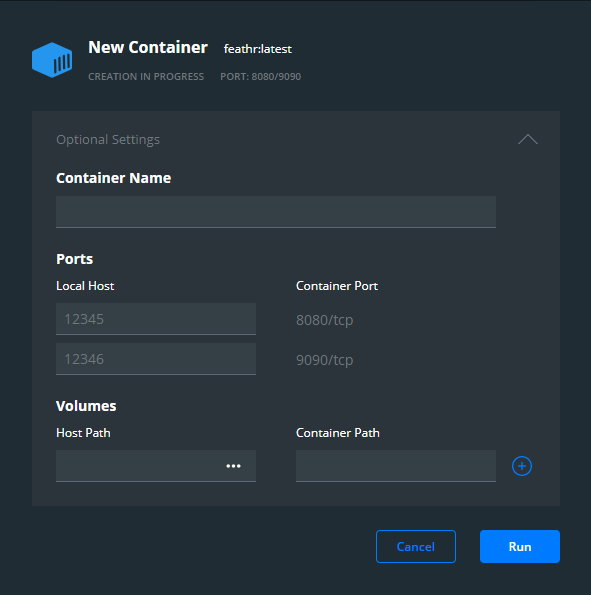 New Container feathr:latest
CREATION IN PROGRESS PORT: 8080/9090
Optional Settings
Container Name
Ports
Local Host Container Port
12345 8080/tcp
12346 9090/tcp
Volumes
Host Path Container Path
•••
Cancel Run